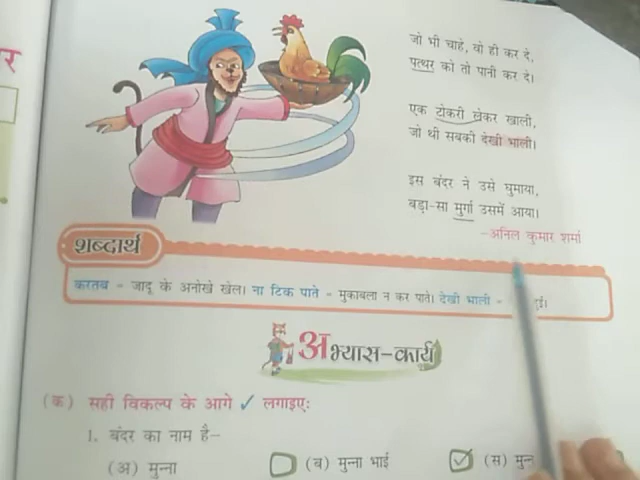 र
जो भी चाहे, वो ही कर दे,
पत्थर को तो पानी कर दे।
एक टोकरी लेकर खाली,
जो थी सबकी देखी भाली।
इस बंदर ने उसे घुमाया,
बड़ा-सा मुर्गा उसमें आया।
-अनिल कुमार शर्मा
शब्दार्थ
करतब = जादू के अनोखे खेल। ना टिक पाते = मुकाबला न कर पाते। देखी भाली =
अभ्यास-कार्य
(क) सही विकल्प के आगे ✓ लगाइए:
1. बंदर का नाम है-
(अ) मुन्ना (ब) मुन्ना भाई (स)